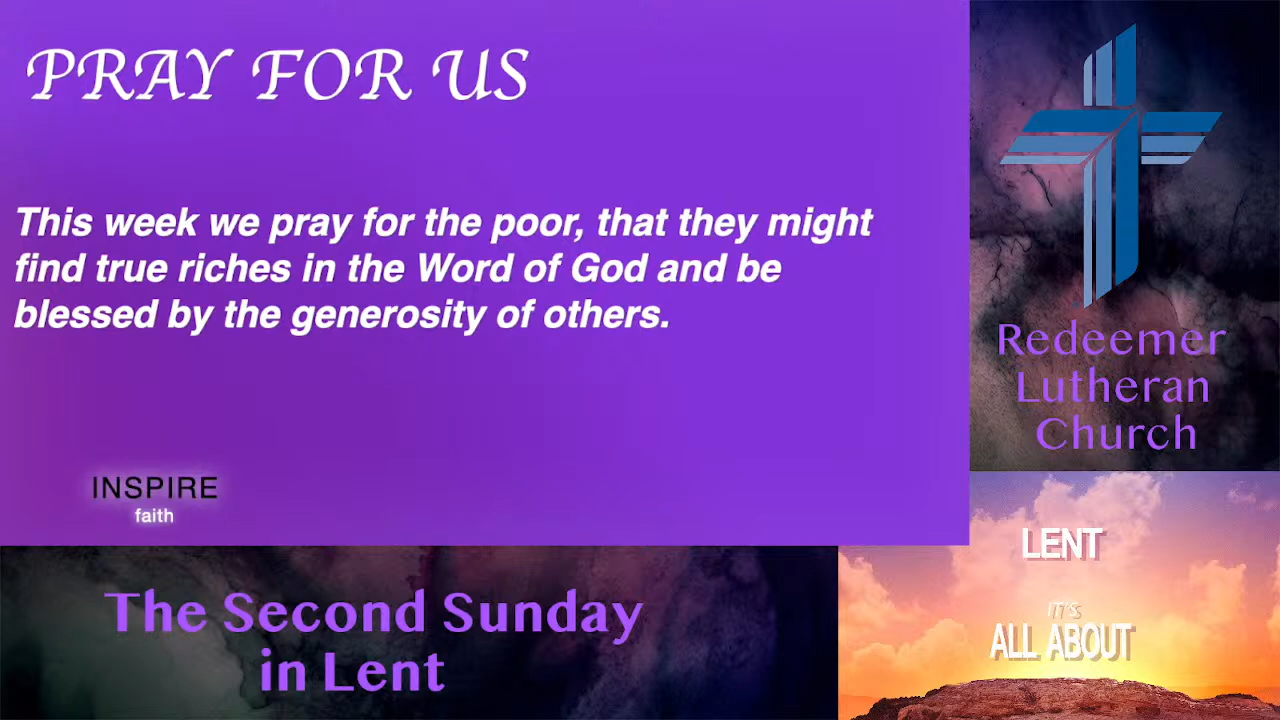 PRAY FOR US
This week we pray for the poor, that they might
find true riches in the Word of God and be
blessed by the generosity of others.
INSPIRE
faith
The Second Sunday
in Lent
Redeemer
Lutheran
Church
LENT
IT'S
ALL ABOUT